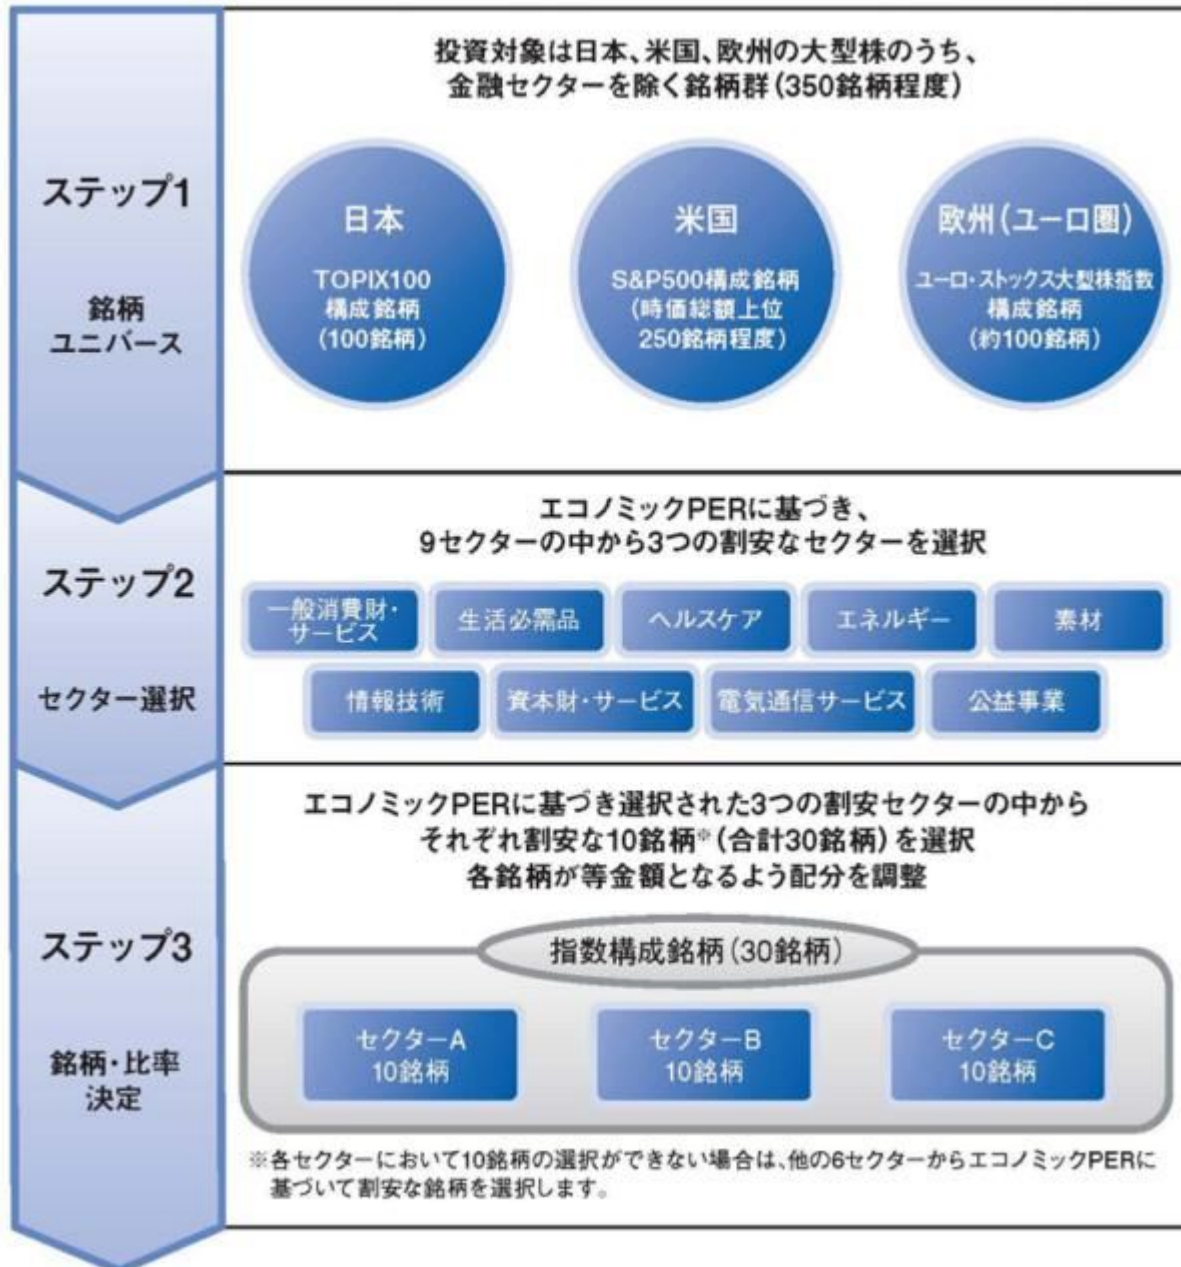 投資対象は日本、米国、欧州の大型株のうち、
金融セクターを除く銘柄群(350銘柄程度)
ステップ1
銘柄
ユニバース
日本
TOPIX100
構成銘柄
(100銘柄)
米国
S&P500構成銘柄
(時価総額上位
250銘柄程度)
欧州(ユーロ圏)
ユーロ・ストックス大型株指数
構成銘柄
(約100銘柄)
エコノミックPERに基づき、
9セクターの中から3つの割安なセクターを選択
ステップ2
セクター選択
一般消費財・
サービス
生活必需品
ヘルスケア
エネルギー
素材
情報技術
資本財・サービス
電気通信サービス
公益事業
エコノミックPERに基づき選択された3つの割安セクターの中から
それぞれ割安な10銘柄※(合計30銘柄)を選択
各銘柄が等金額となるよう配分を調整
ステップ3
銘柄・比率
決定
指数構成銘柄(30銘柄)
セクターA
10銘柄
セクターB
10銘柄
セクターC
10銘柄
※各セクターにおいて10銘柄の選択ができない場合は、他の6セクターからエコノミックPERに
基づいて割安な銘柄を選択します。